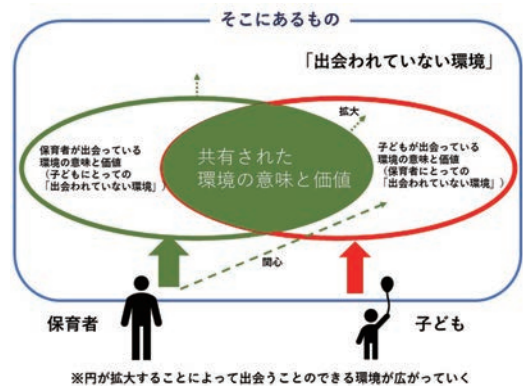 そこにあるもの
「出会われていない環境」
拡大
保育者が出会っている
環境の意味と価値
(子どもにとっての
「出会われていない環境」)
共有された
環境の意味と価値
子どもが出会っている
環境の意味と価値
(保育者にとっての
「出会われていない環境」)
関心
保育者
子ども
※円が拡大することによって出会うことのできる環境が広がっていく